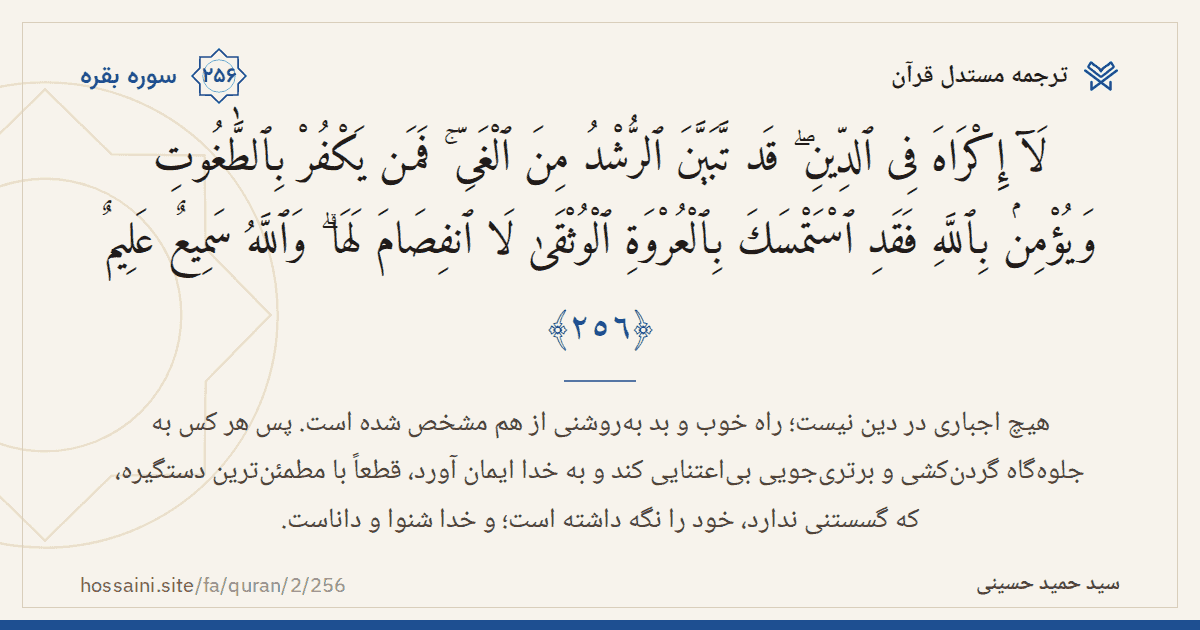 ترجمه مستدل قرآن
۲۵۶ سوره بقره
لَآ إِكْرَاهَ فِى ٱلدِّينِ ۖ قَد تَّبَيَّنَ ٱلرُّشْدُ مِنَ ٱلْغَىِّ ۚ فَمَن يَكْفُرْ بِٱلطَّـٰغُوتِ
وَيُؤْمِنۢ بِٱللَّهِ فَقَدِ ٱسْتَمْسَكَ بِٱلْعُرْوَةِ ٱلْوُثْقَىٰ لَا ٱنفِصَامَ لَهَا ۗ وَٱللَّهُ سَمِيعٌ عَلِيمٌ
﴿٢٥٦﴾
هیچ اجباری در دین نیست؛ راه خوب و بد به‌روشنی از هم مشخص شده است. پس هر کس به
جلوه‌گاه گردن‌کشی و برتری‌جویی بی‌اعتنایی کند و به خدا ایمان آورد، قطعاً با مطمئن‌ترین دستگیره،
که گسستنی ندارد، خود را نگه داشته است؛ و خدا شنوا و داناست.
سید حمید حسینی
hossaini.site/fa/quran/2/256